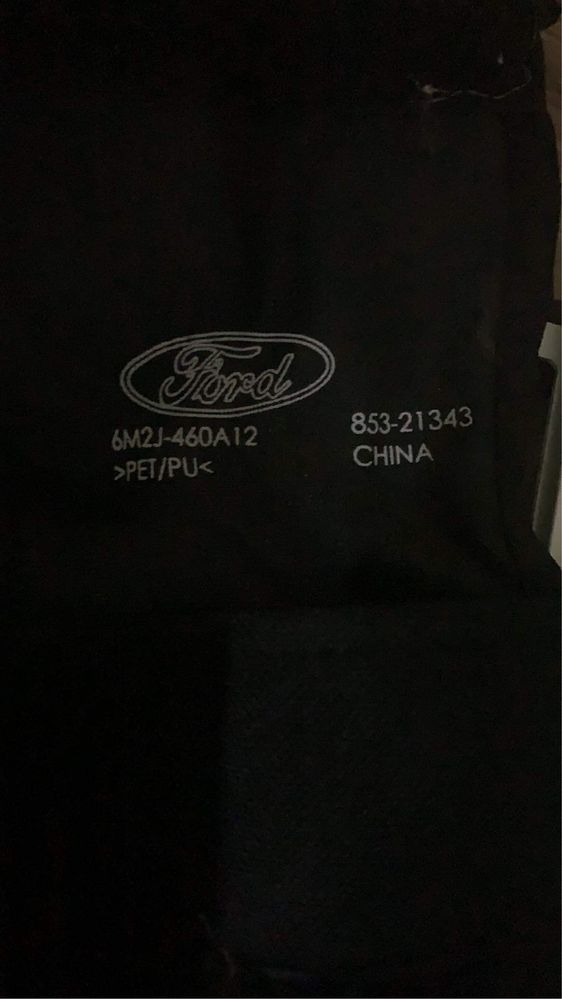 Ford
6M2J-460A12
>PET/PU<
853-21343
CHINA